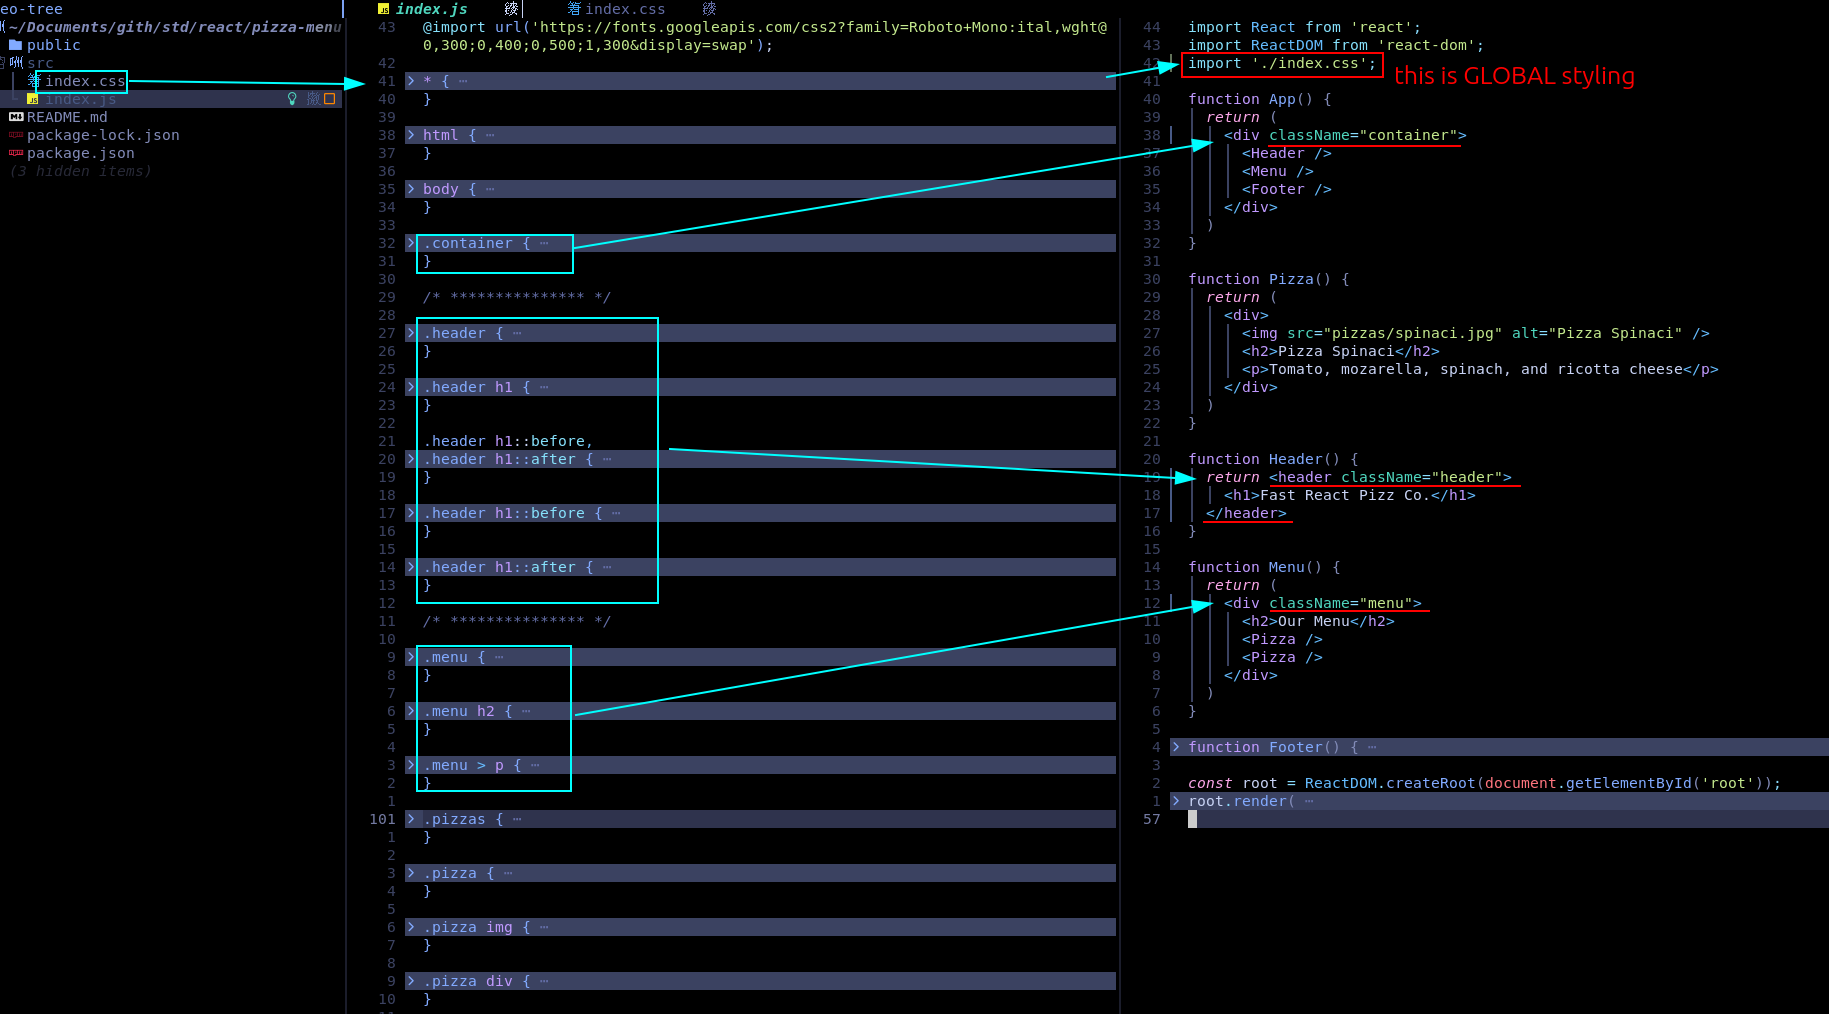 eo-tree
~/Documents/github/std/react/pizza-menu
public
src
index.css
index.js
README.md
package-lock.json
package.json
(3 hidden items)
index.js
index.css
43 @import url('https://fonts.googleapis.com/css2?family=Roboto+Mono:ital,wght@
0,300;0,400;0,500;1,300&display=swap');
42
41 * { ⋯
40 }
39
38 html { ⋯
37 }
36
35 body { ⋯
34 }
33
32 .container { ⋯
31 }
30
29 /* *************** */
28
27 .header { ⋯
26 }
25
24 .header h1 { ⋯
23 }
22
21 .header h1::before,
20 .header h1::after { ⋯
19 }
18
17 .header h1::before { ⋯
16 }
15
14 .header h1::after { ⋯
13 }
12
11 /* *************** */
10
9 .menu { ⋯
8 }
7
6 .menu h2 { ⋯
5 }
4
3 .menu > p { ⋯
2 }
1
101 .pizzas { ⋯
1 }
2
3 .pizza { ⋯
4 }
5
6 .pizza img { ⋯
7 }
8
9 .pizza div { ⋯
10 }
44 import React from 'react';
43 import ReactDOM from 'react-dom';
42 import './index.css';
this is GLOBAL styling
41
40 function App() {
39 return (
38 <div className="container">
37 <Header />
36 <Menu />
35 <Footer />
34 </div>
33 )
32 }
31
30 function Pizza() {
29 return (
28 <div>
27 <img src="pizzas/spinaci.jpg" alt="Pizza Spinaci" />
26 <h2>Pizza Spinaci</h2>
25 <p>Tomato, mozarella, spinach, and ricotta cheese</p>
24 </div>
23 )
22 }
21
20 function Header() {
19 return <header className="header">
18 <h1>Fast React Pizz Co.</h1>
17 </header>
16 }
15
14 function Menu() {
13 return (
12 <div className="menu">
11 <h2>Our Menu</h2>
10 <Pizza />
9 <Pizza />
8 </div>
7 )
6 }
5
4 function Footer() { ⋯
3
2 const root = ReactDOM.createRoot(document.getElementById('root'));
1 root.render( ⋯
57